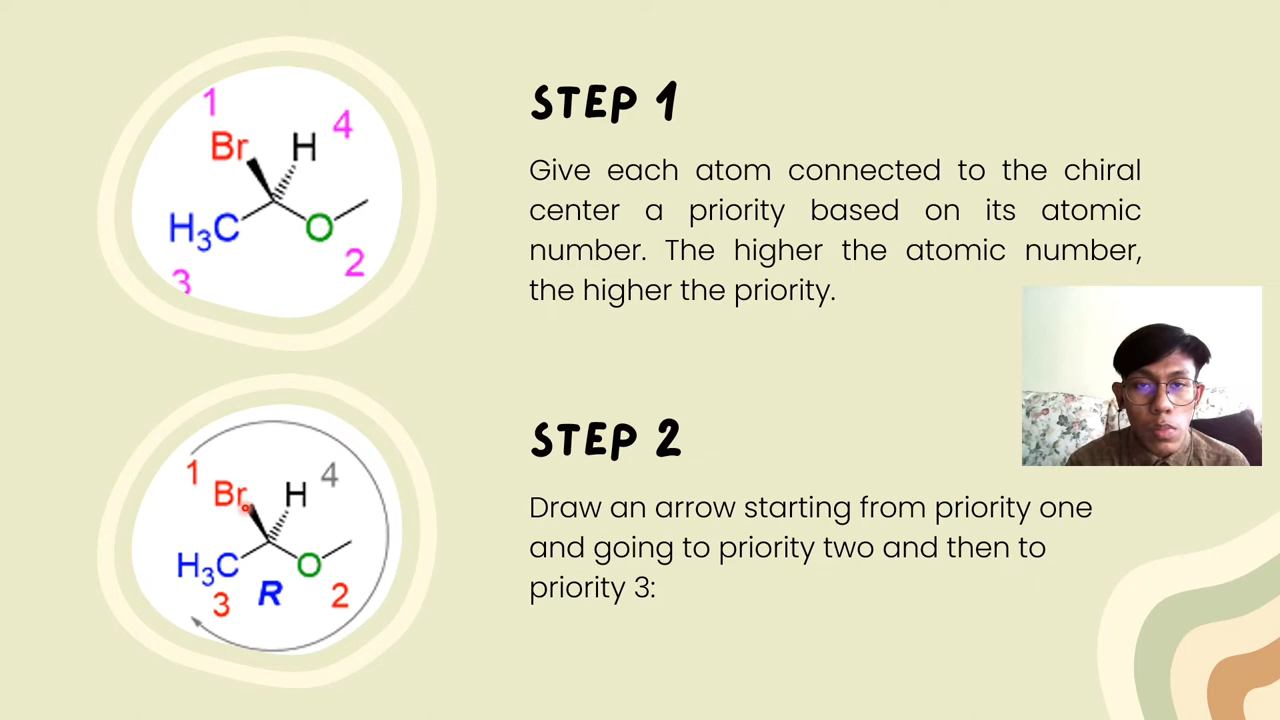 1
4
Br
H
H3C
O
2
3
STEP 1
Give each atom connected to the chiral
center a priority based on its atomic
number. The higher the atomic number,
the higher the priority.
1
4
Br
H
H3C
O
3
R
2
STEP 2
Draw an arrow starting from priority one
and going to priority two and then to
priority 3: